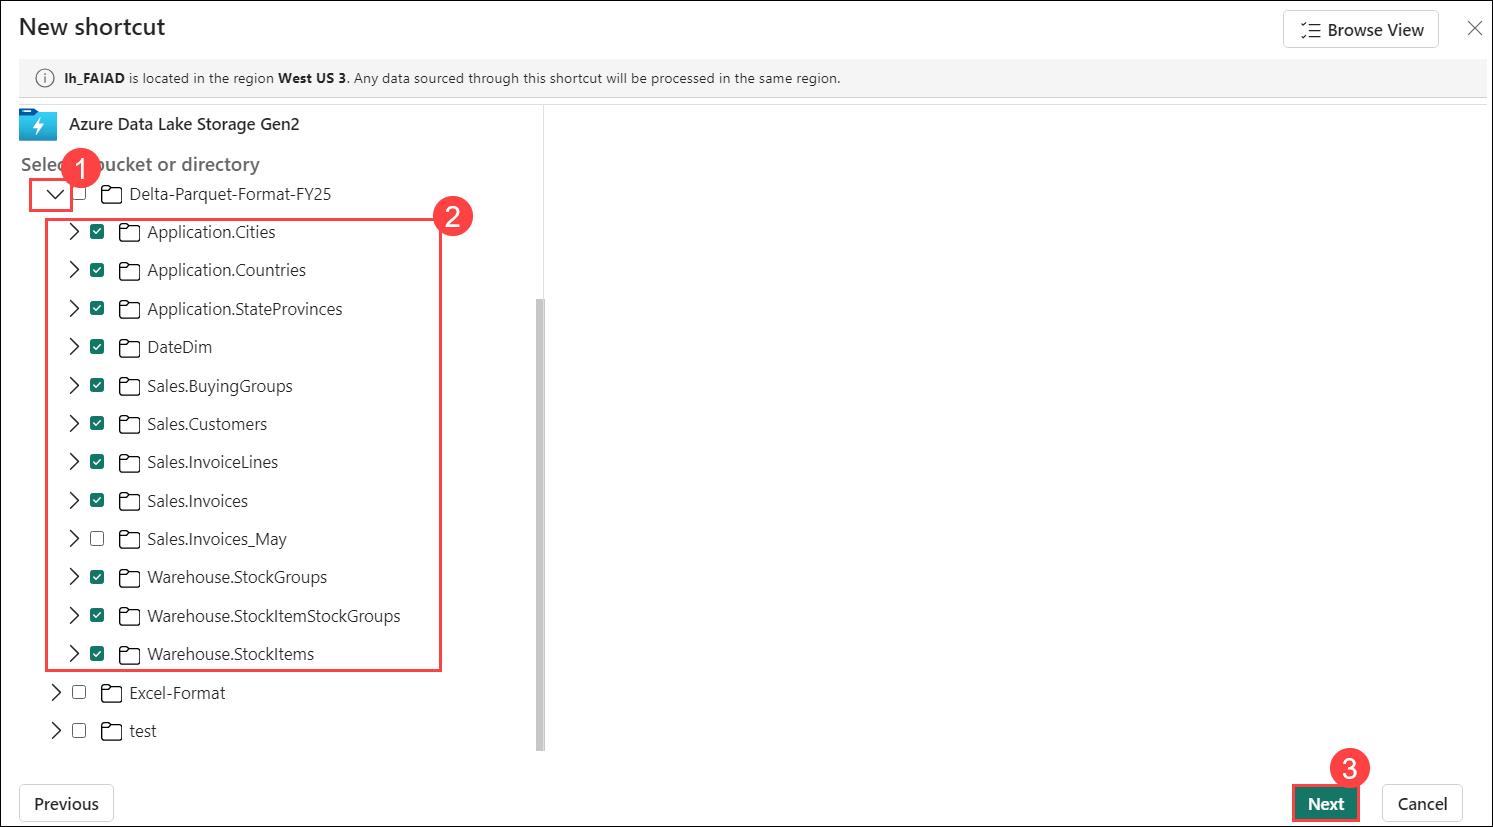 New shortcut
Browse View
lh_FAIAD is located in the region West US 3. Any data sourced through this shortcut will be processed in the same region.
Azure Data Lake Storage Gen2
bucket or directory
1
Delta-Parquet-Format-FY25
2
Application.Cities
Application.Countries
Application.StateProvinces
DateDim
Sales.BuyingGroups
Sales.Customers
Sales.InvoiceLines
Sales.Invoices
Sales.Invoices_May
Warehouse.StockGroups
Warehouse.StockItemStockGroups
Warehouse.StockItems
Excel-Format
test
3
Previous
Next
Cancel